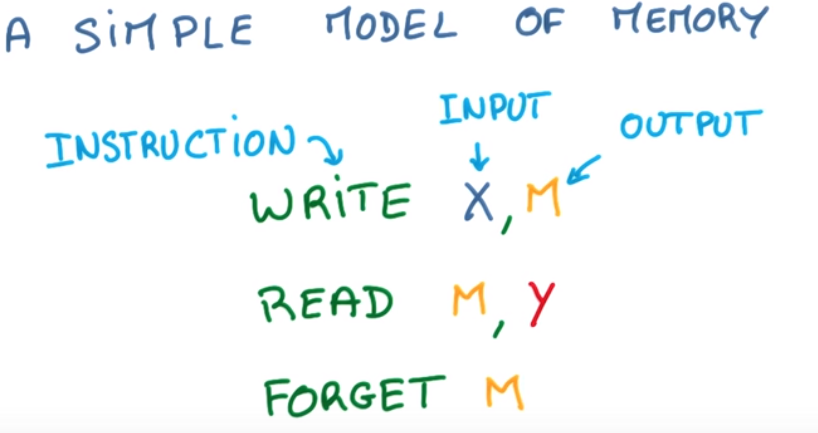 A SiMPLE MODEL OF MEMORY
INPUT
OUTPUT
INSTRUCTiON
WRiTE X, M
READ M, Y
FORGET M